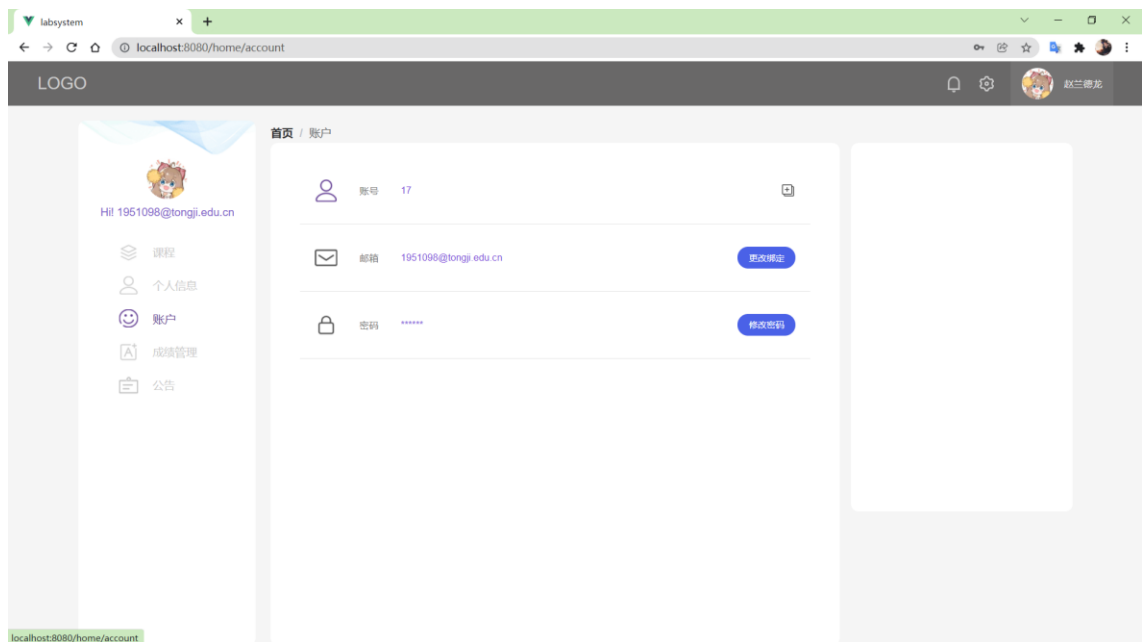 labsystem
localhost:8080/home/account
LOGO
赵兰德龙
首页 / 账户
Hi! 1951098@tongji.edu.cn
课程
个人信息
账户
成绩管理
公告
账号 17
邮箱 1951098@tongji.edu.cn 更改绑定
密码 ****** 修改密码
localhost:8080/home/account